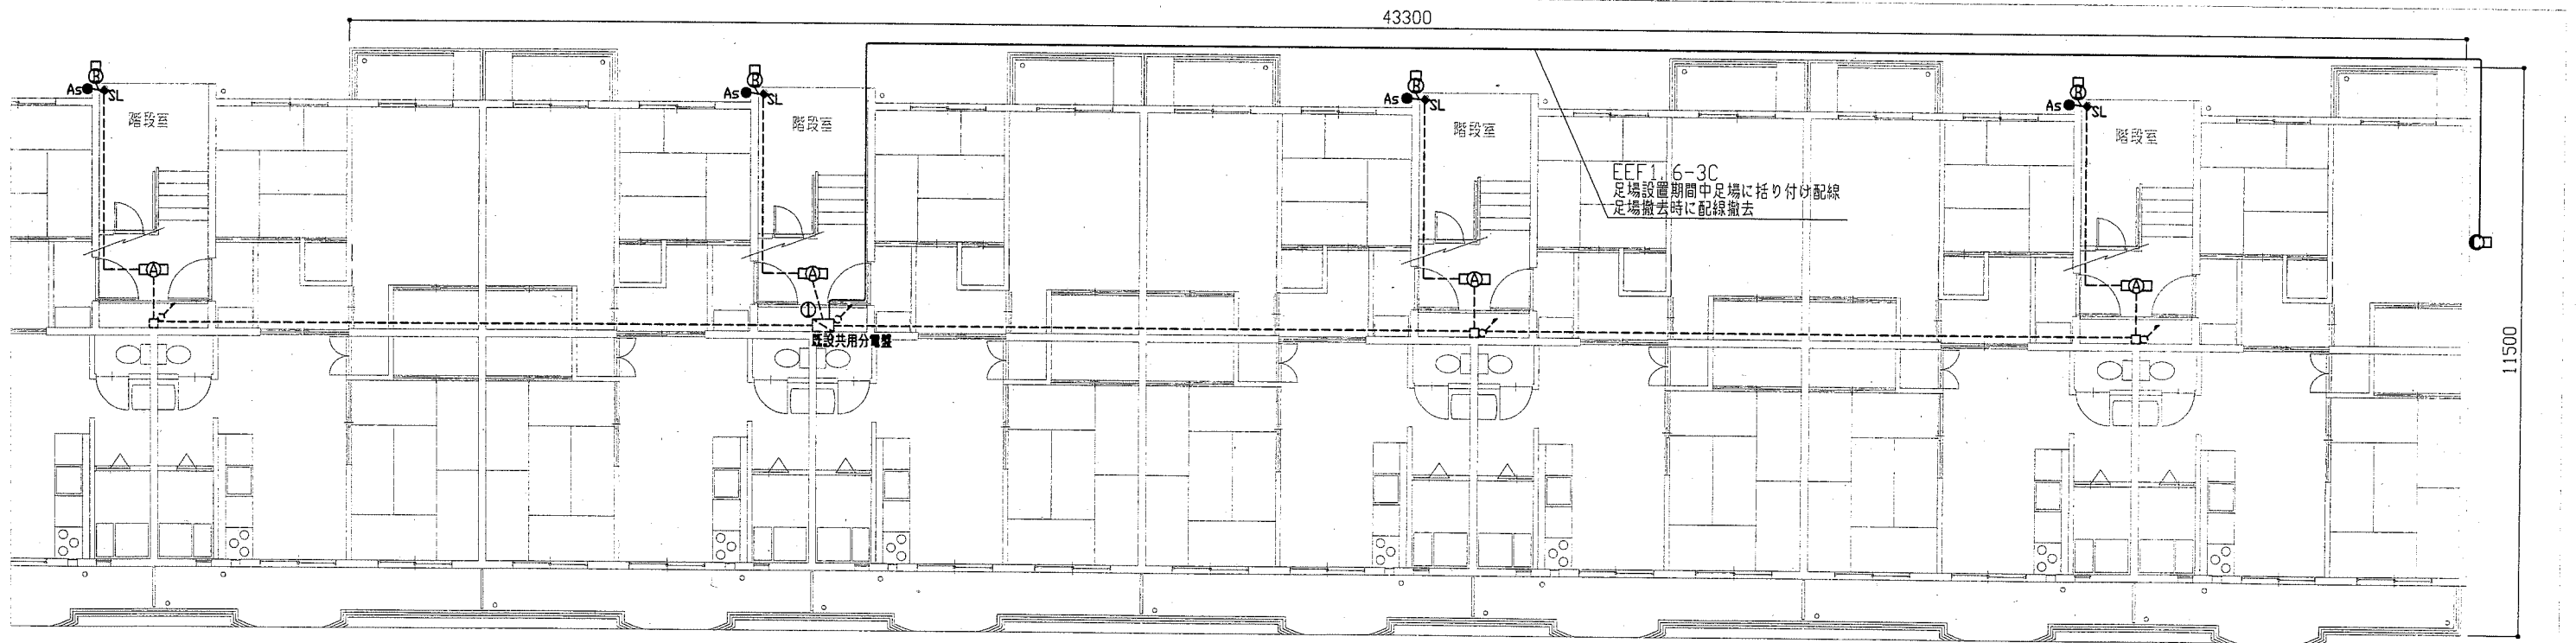 43300
B
As
SL
階段室
A
B
As
SL
階段室
A
①
既設共用分電盤
B
As
SL
階段室
A
EEF1.6-3C
足場設置期間中足場に括り付け配線
足場撤去時に配線撤去
B
As
SL
階段室
A
C
11500